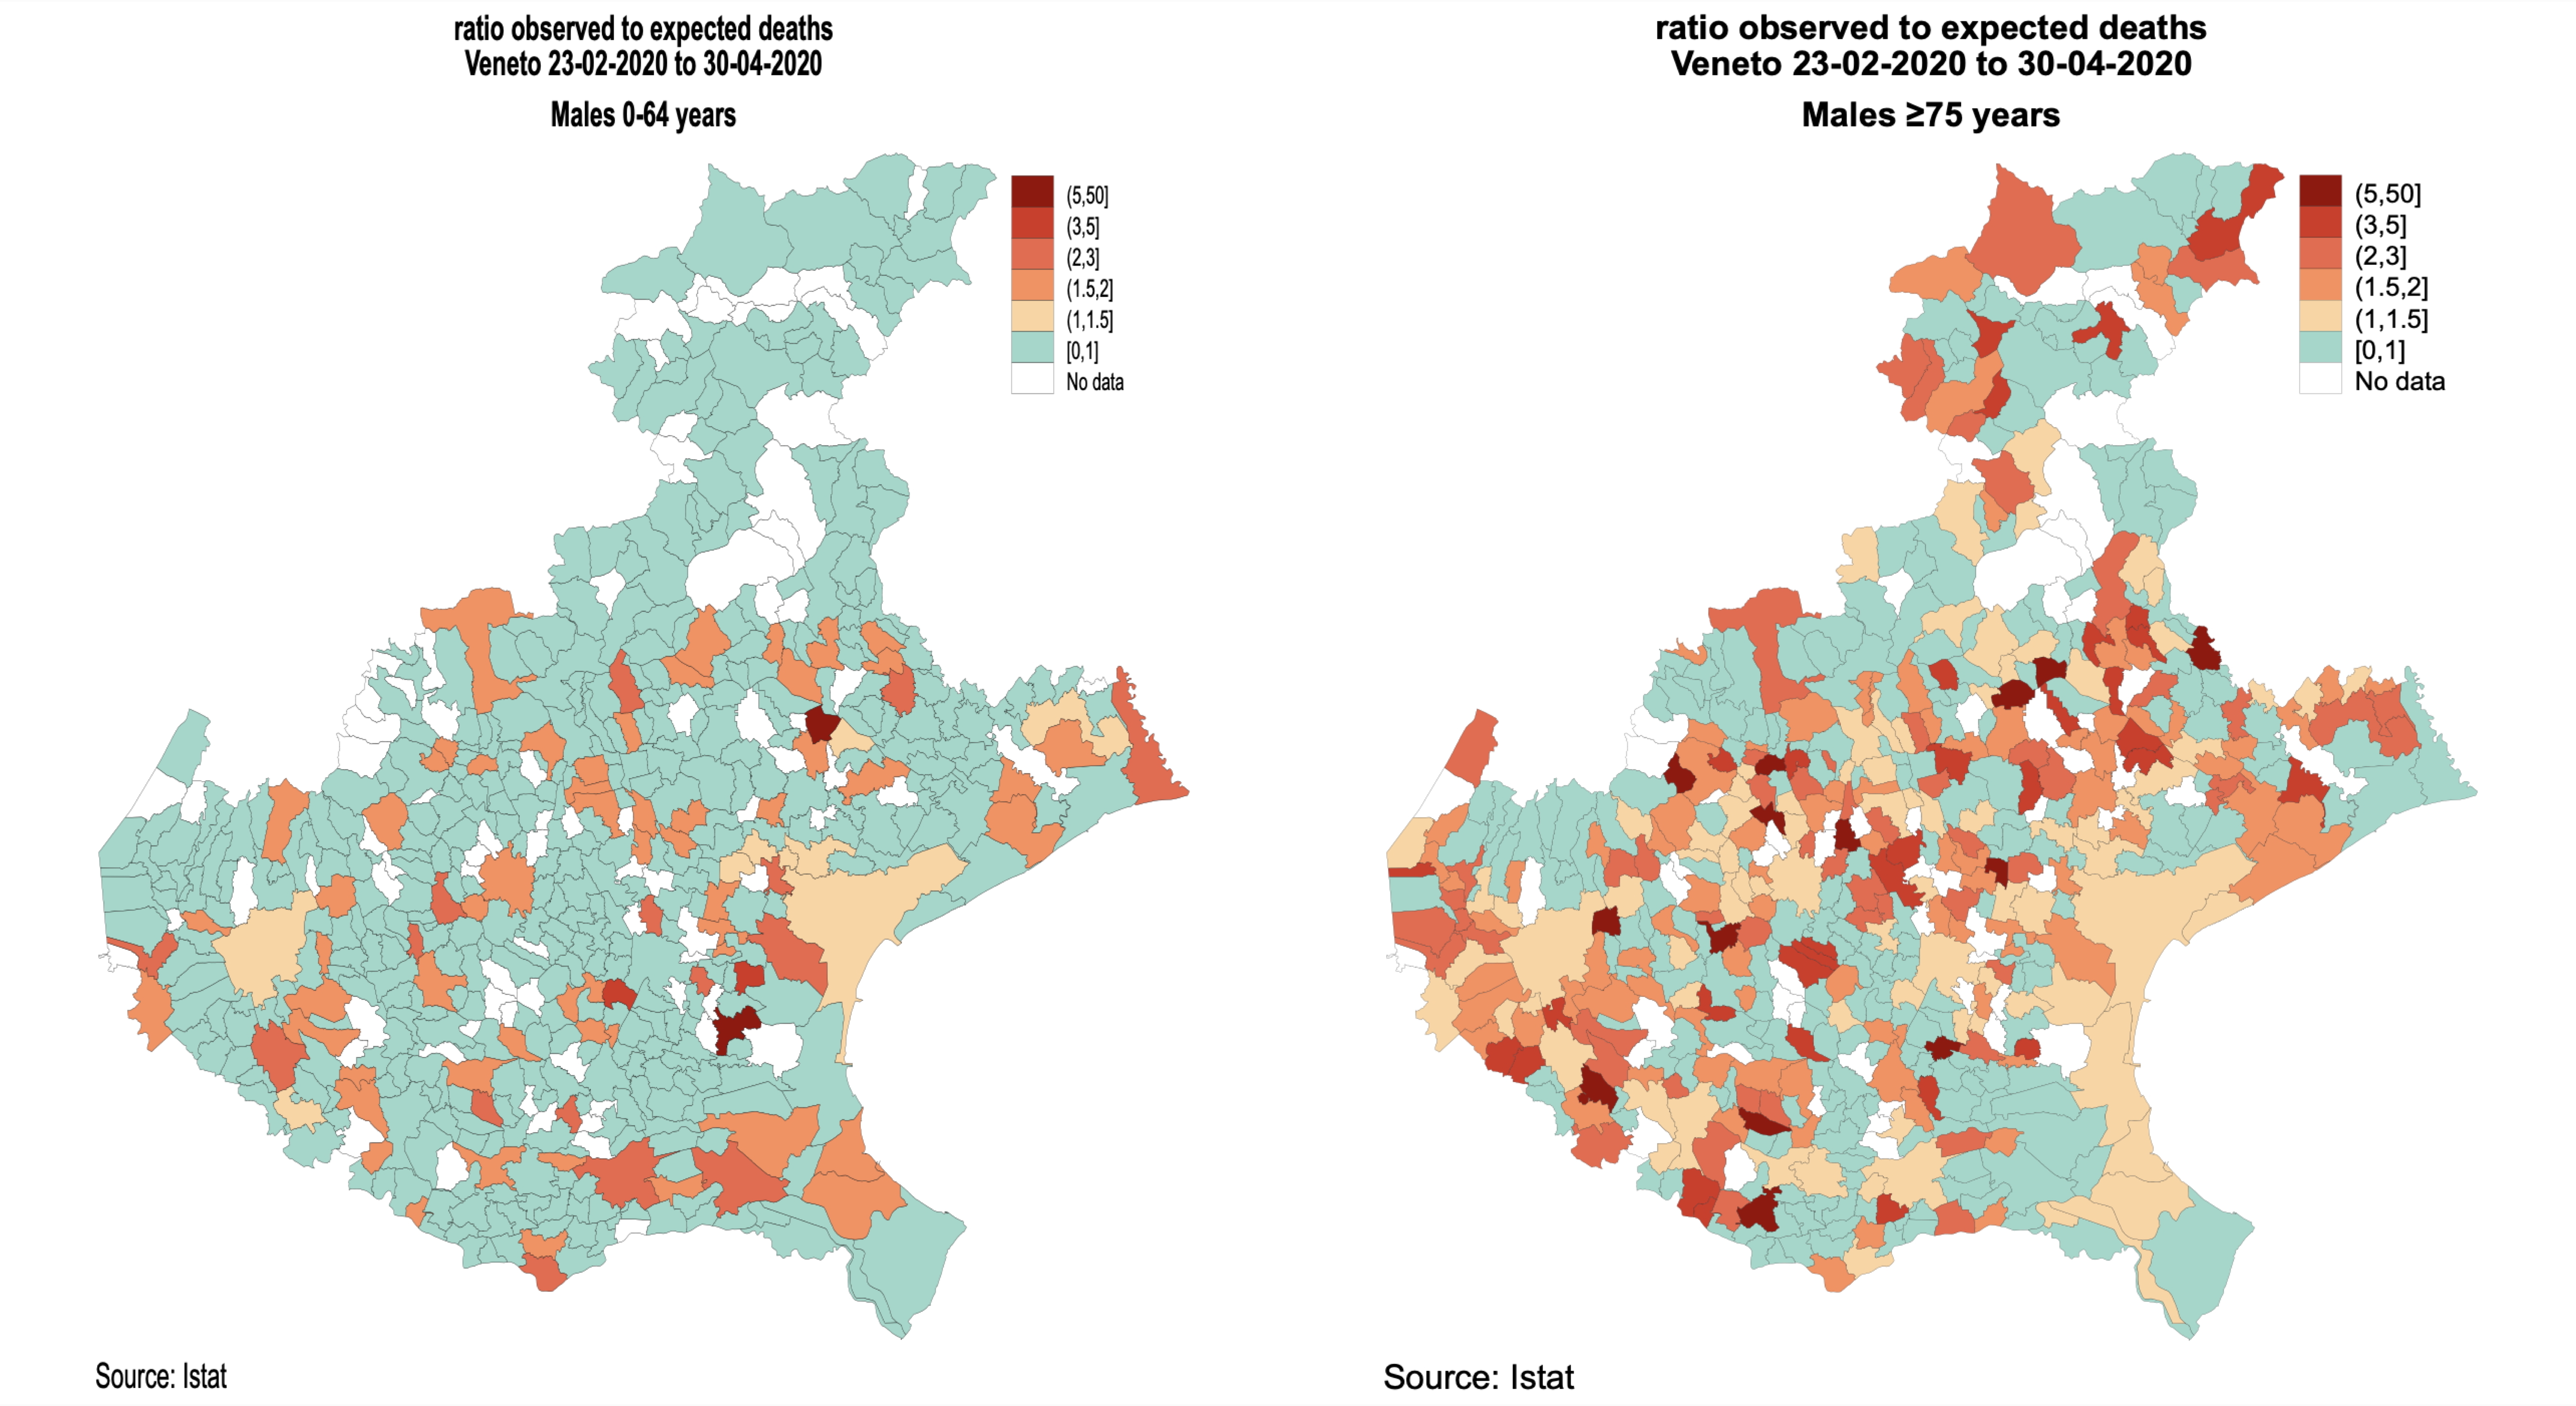 ratio observed to expected deaths
Veneto 23-02-2020 to 30-04-2020
Males 0-64 years
(5,50]
(3,5]
(2,3]
(1.5,2]
(1,1.5]
[0,1]
No data
Source: Istat
ratio observed to expected deaths
Veneto 23-02-2020 to 30-04-2020
Males ≥75 years
(5,50]
(3,5]
(2,3]
(1.5,2]
(1,1.5]
[0,1]
No data
Source: Istat